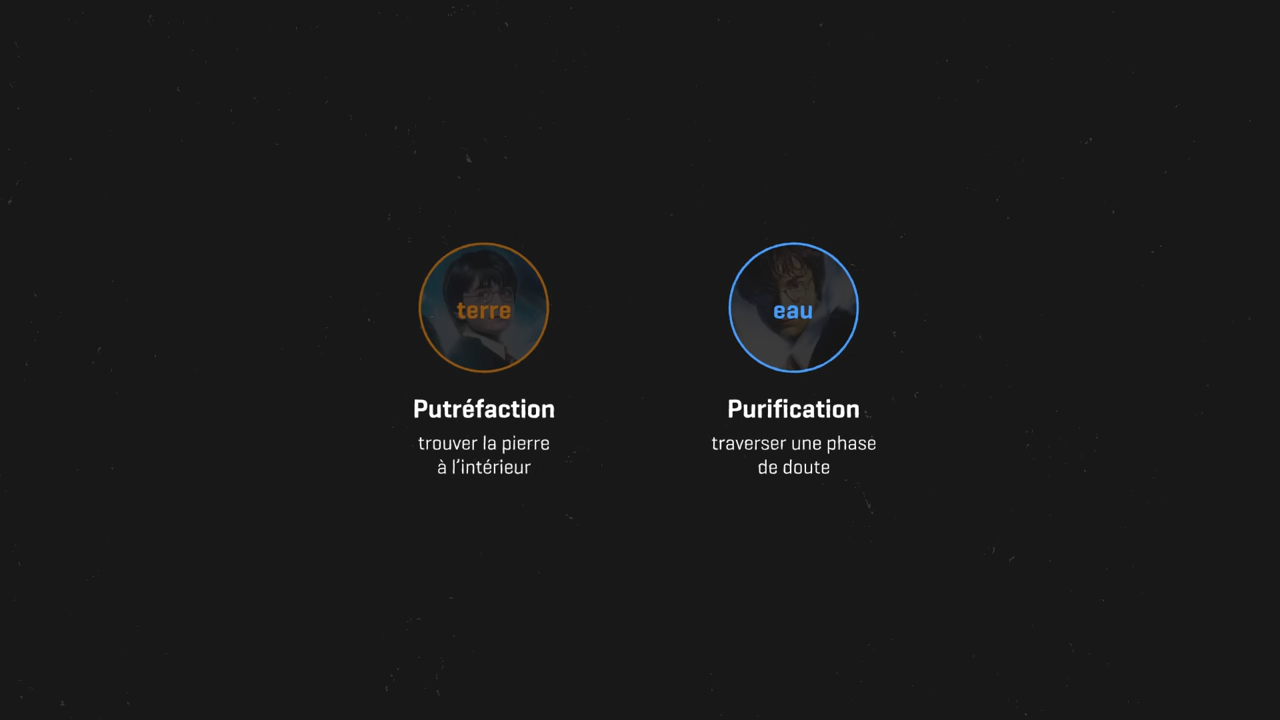 terre
Putréfaction
trouver la pierre
à l’intérieur
eau
Purification
traverser une phase
de doute